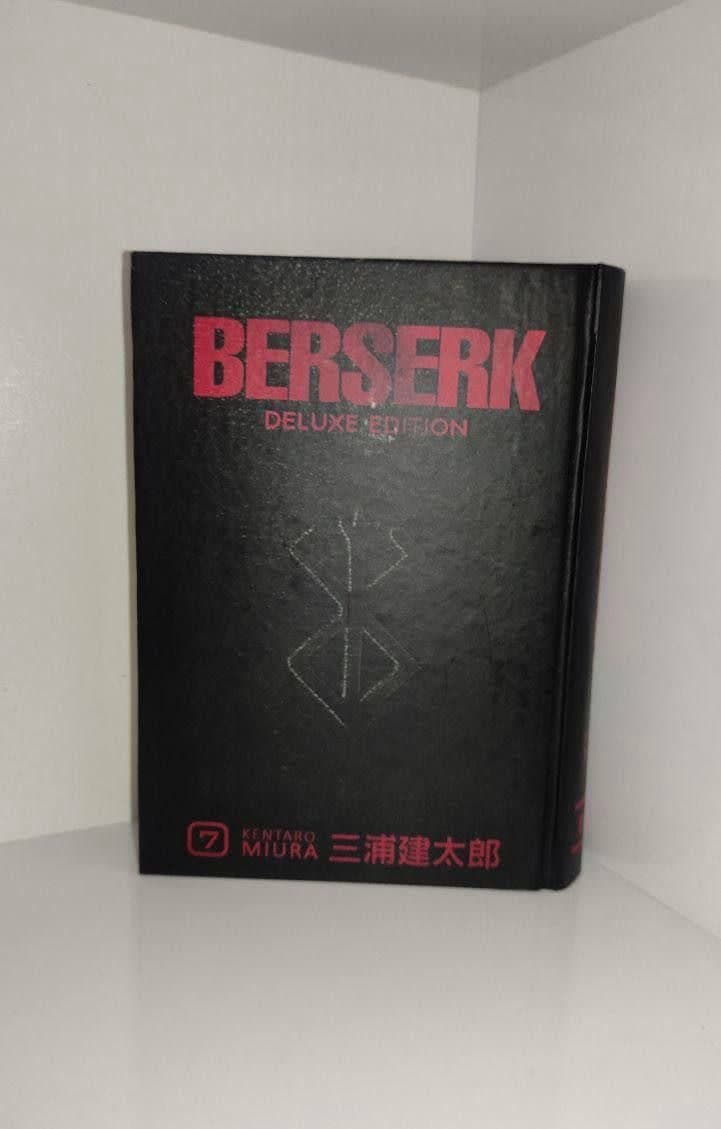 BERSERK
DELUXE EDITION
7 KENTARO
MIURA 三浦建太郎